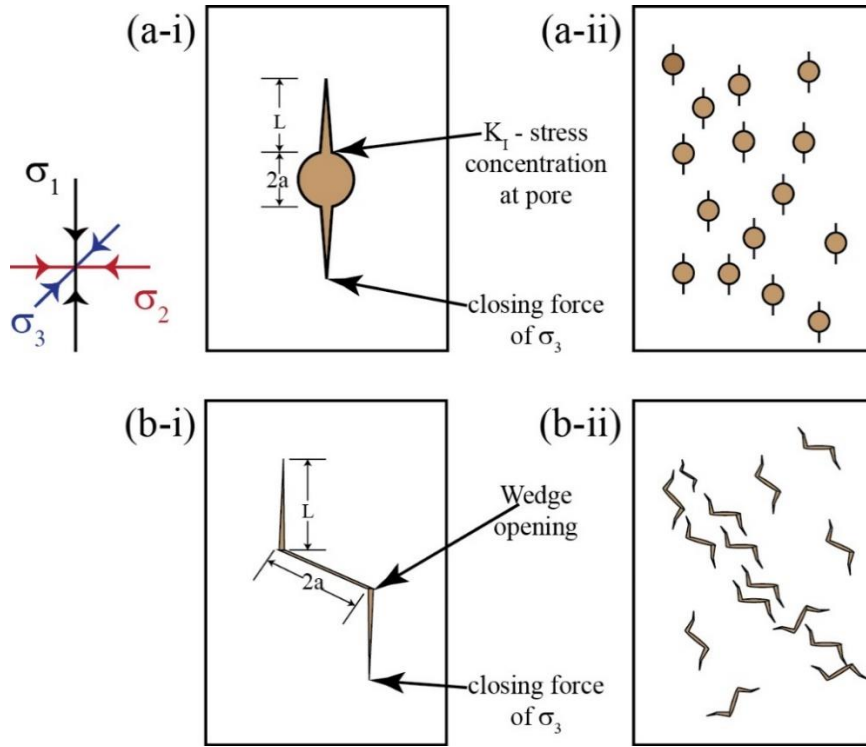 (a-i)
(a-ii)
L
2a
K_I - stress
concentration
at pore
σ₁
σ₂
σ₃
closing force
of σ₃
(b-i)
(b-ii)
L
2a
Wedge
opening
closing force
of σ₃